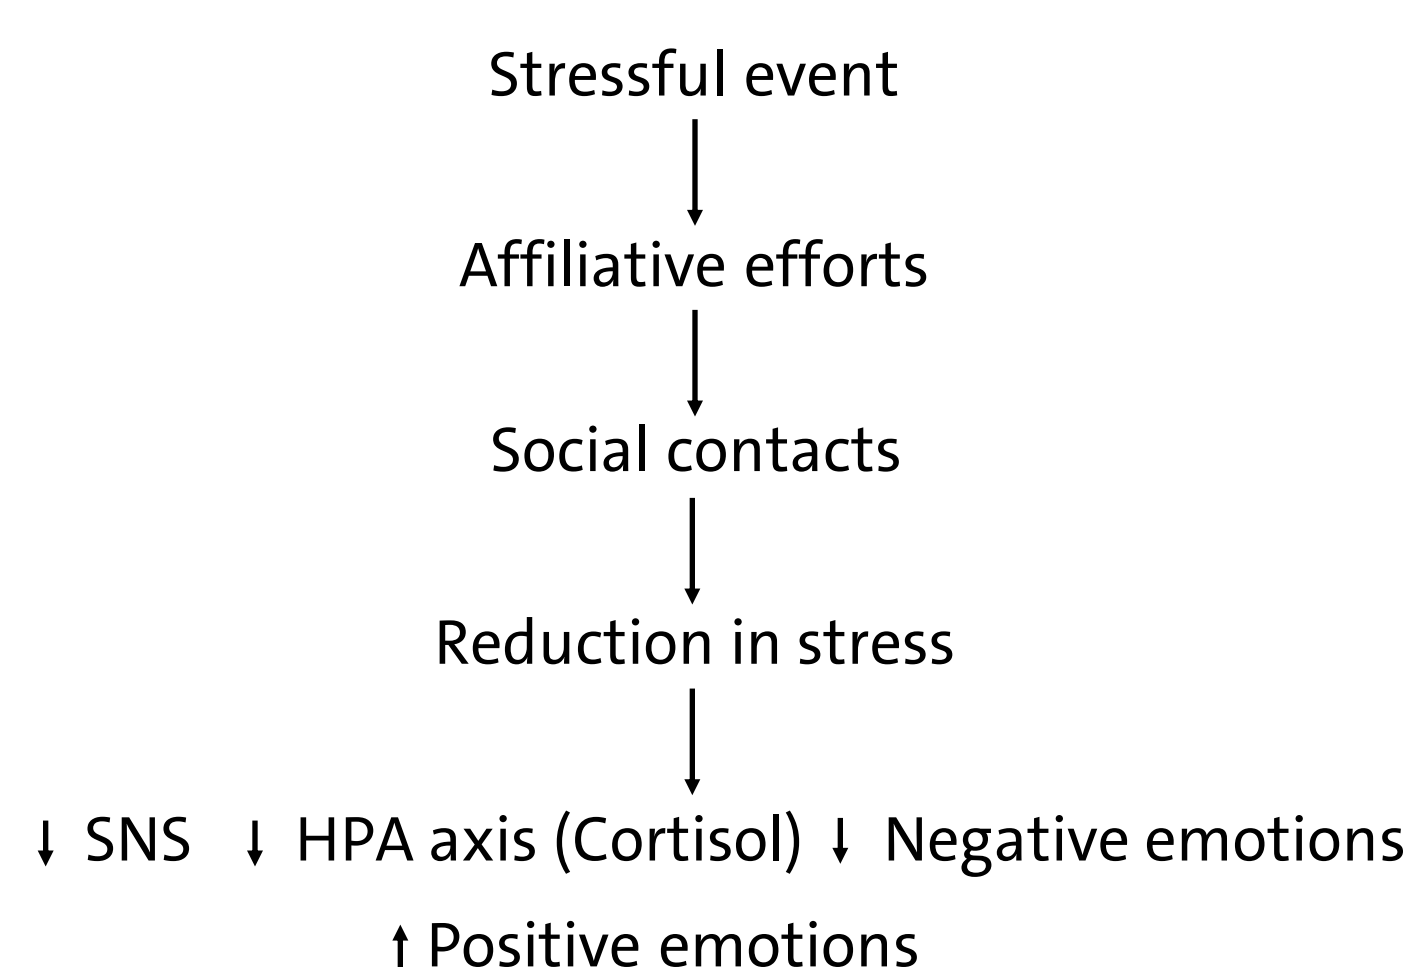 Stressful event
Affiliative efforts
Social contacts
Reduction in stress
↓ SNS ↓ HPA axis (Cortisol) ↓ Negative emotions
↑ Positive emotions